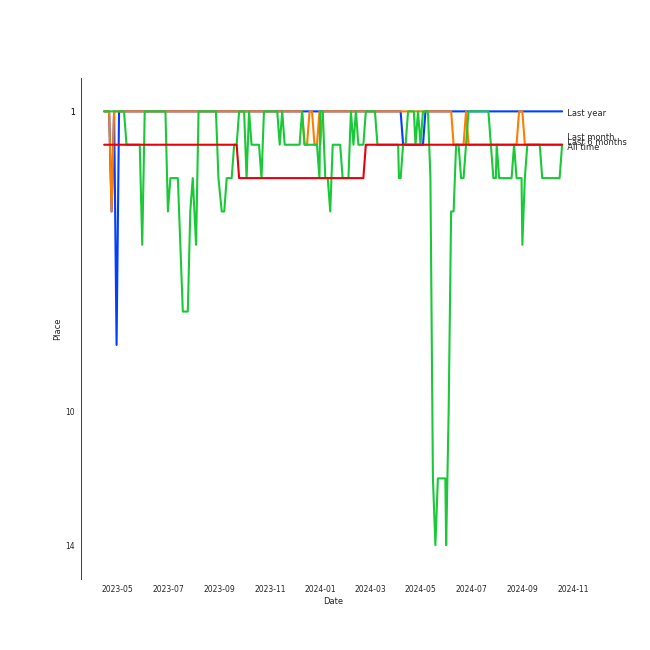 1
10
14
Place
Last year
Last month
Last 6 months
All time
2023-05 2023-07 2023-09 2023-11 2024-01 2024-03 2024-05 2024-07 2024-09 2024-11
Date